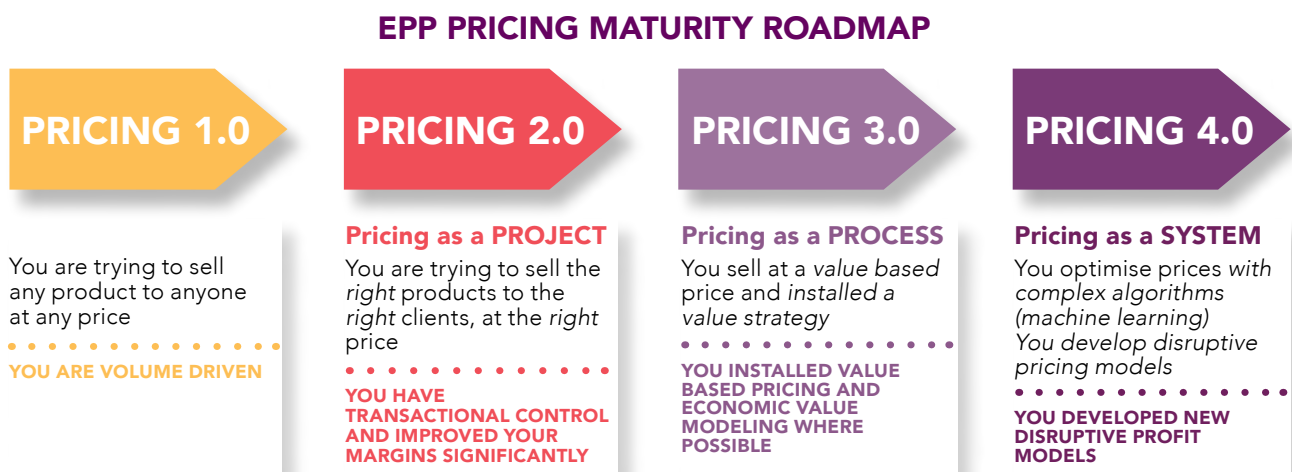 EPP PRICING MATURITY ROADMAP
PRICING 1.0
You are trying to sell
any product to anyone
at any price
YOU ARE VOLUME DRIVEN
PRICING 2.0
Pricing as a PROJECT
You are trying to sell the
right products to the
right clients, at the right
price
YOU HAVE
TRANSACTIONAL CONTROL
AND IMPROVED YOUR
MARGINS SIGNIFICANTLY
PRICING 3.0
Pricing as a PROCESS
You sell at a value based
price and installed a
value strategy
YOU INSTALLED VALUE
BASED PRICING AND
ECONOMIC VALUE
MODELING WHERE
POSSIBLE
PRICING 4.0
Pricing as a SYSTEM
You optimise prices with
complex algorithms
(machine learning)
You develop disruptive
pricing models
YOU DEVELOPED NEW
DISRUPTIVE PROFIT
MODELS